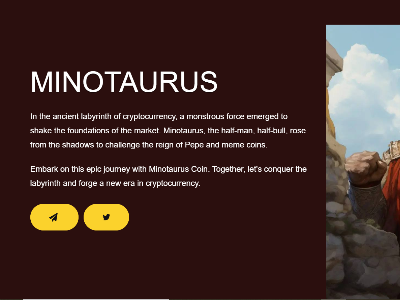 MINOTAURUS
In the ancient labyrinth of cryptocurrency, a monstrous force emerged to
shake the foundations of the market. Minotaurus, the half-man, half-bull, rose
from the shadows to challenge the reign of Pepe and meme coins.
Embark on this epic journey with Minotaurus Coin. Together, let's conquer the
labyrinth and forge a new era in cryptocurrency.